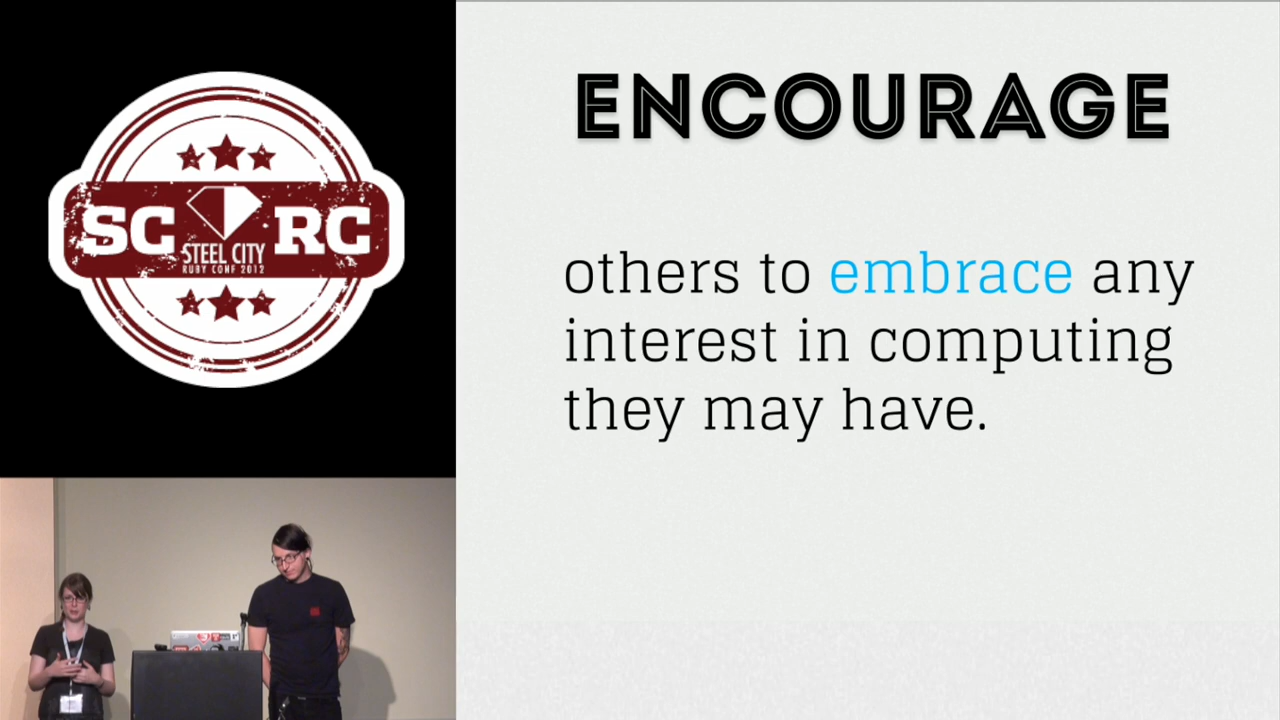 SC RC
STEEL CITY
RUBY CONF 2012
ENCOURAGE
others to embrace any
interest in computing
they may have.